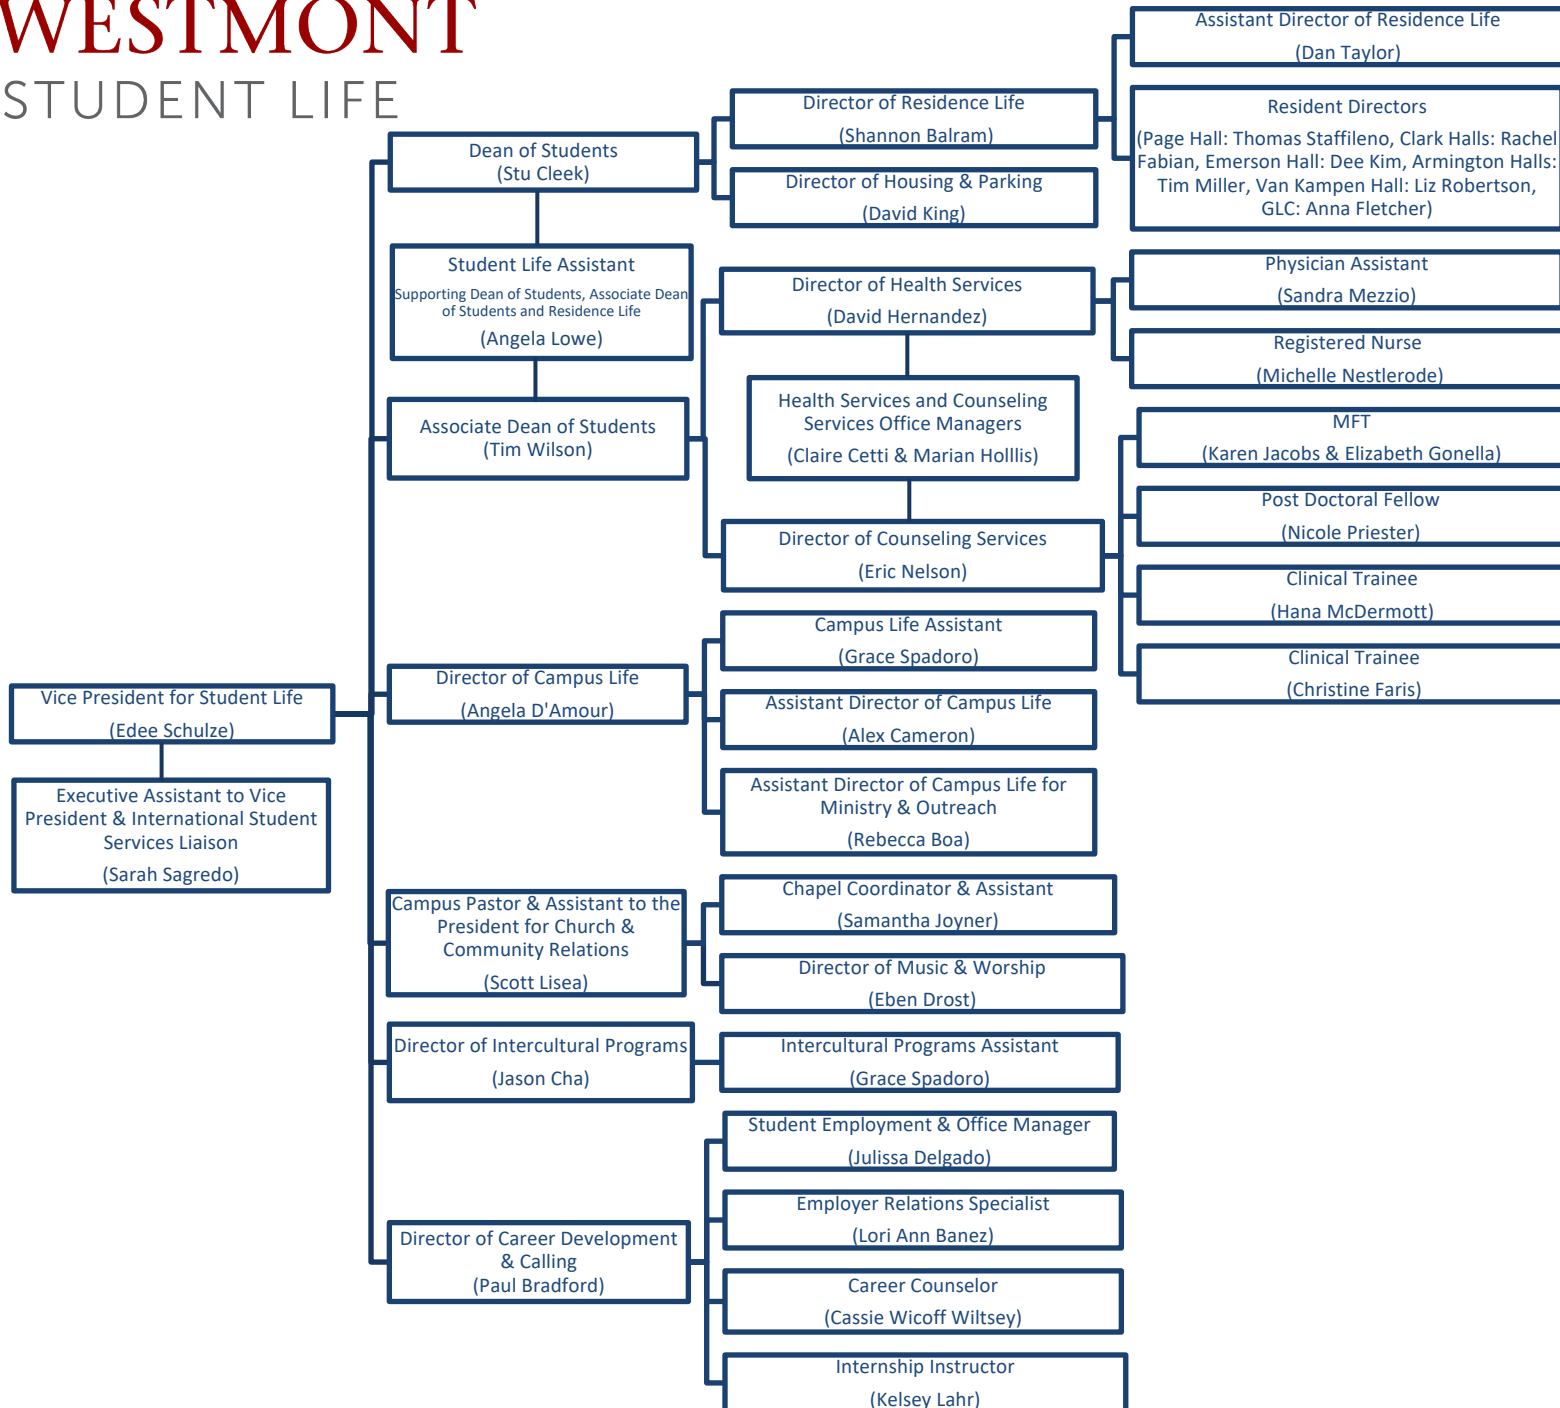 WESTMONT
STUDENT LIFE
Vice President for Student Life
(Edee Schulze)
Executive Assistant to Vice
President & International Student
Services Liaison
(Sarah Sagredo)
Dean of Students
(Stu Cleek)
Student Life Assistant
Supporting Dean of Students, Associate Dean
of Students and Residence Life
(Angela Lowe)
Associate Dean of Students
(Tim Wilson)
Director of Campus Life
(Angela D'Amour)
Campus Pastor & Assistant to the
President for Church &
Community Relations
(Scott Lisea)
Director of Intercultural Programs
(Jason Cha)
Director of Career Development
& Calling
(Paul Bradford)
Director of Residence Life
(Shannon Balram)
Director of Housing & Parking
(David King)
Director of Health Services
(David Hernandez)
Health Services and Counseling
Services Office Managers
(Claire Cetti & Marian Holllis)
Director of Counseling Services
(Eric Nelson)
Campus Life Assistant
(Grace Spadoro)
Assistant Director of Campus Life
(Alex Cameron)
Assistant Director of Campus Life for
Ministry & Outreach
(Rebecca Boa)
Chapel Coordinator & Assistant
(Samantha Joyner)
Director of Music & Worship
(Eben Drost)
Intercultural Programs Assistant
(Grace Spadoro)
Student Employment & Office Manager
(Julissa Delgado)
Employer Relations Specialist
(Lori Ann Banez)
Career Counselor
(Cassie Wicoff Wiltsey)
Internship Instructor
(Kelsey Lahr)
Assistant Director of Residence Life
(Dan Taylor)
Resident Directors
(Page Hall: Thomas Staffileno, Clark Halls: Rachel
Fabian, Emerson Hall: Dee Kim, Armington Halls:
Tim Miller, Van Kampen Hall: Liz Robertson,
GLC: Anna Fletcher)
Physician Assistant
(Sandra Mezzio)
Registered Nurse
(Michelle Nestlerode)
MFT
(Karen Jacobs & Elizabeth Gonella)
Post Doctoral Fellow
(Nicole Priester)
Clinical Trainee
(Hana McDermott)
Clinical Trainee
(Christine Faris)